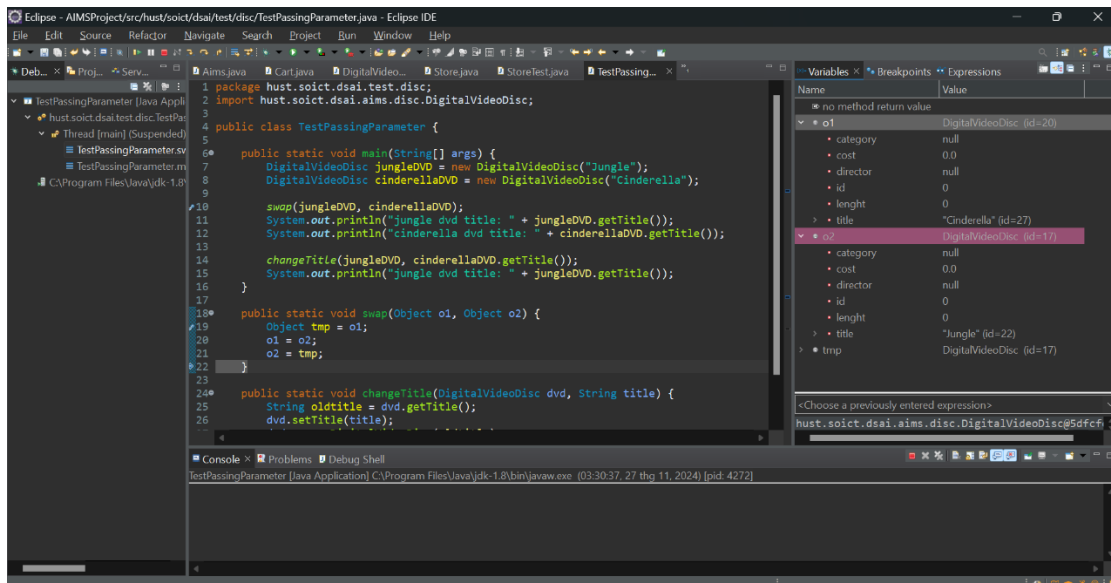 Eclipse - AIMSProject/src/hust/soict/dsai/test/disc/TestPassingParameter.java - Eclipse IDE
File Edit Source Refactor Navigate Search Project Run Window Help
Deb... Proj... Serv...
TestPassingParameter [Java Appli
hust.soict.dsai.test.disc.TestPas
Thread [main] (Suspended)
TestPassingParameter.sv
TestPassingParameter.m
C:\Program Files\Java\jdk-1.8\
Aims.java Cart.java DigitalVideo... Store.java StoreTest.java TestPassing...
1 package hust.soict.dsai.test.disc;
2 import hust.soict.dsai.aims.disc.DigitalVideoDisc;
3
4 public class TestPassingParameter {
5
6 public static void main(String[] args) {
7 DigitalVideoDisc jungleDVD = new DigitalVideoDisc("Jungle");
8 DigitalVideoDisc cinderellaDVD = new DigitalVideoDisc("Cinderella");
9
10 swap(jungleDVD, cinderellaDVD);
11 System.out.println("jungle dvd title: " + jungleDVD.getTitle());
12 System.out.println("cinderella dvd title: " + cinderellaDVD.getTitle());
13
14 changeTitle(jungleDVD, cinderellaDVD.getTitle());
15 System.out.println("jungle dvd title: " + jungleDVD.getTitle());
16 }
17
18 public static void swap(Object o1, Object o2) {
19 Object tmp = o1;
20 o1 = o2;
21 o2 = tmp;
22 }
23
24 public static void changeTitle(DigitalVideoDisc dvd, String title) {
25 String oldtitle = dvd.getTitle();
26 dvd.setTitle(title);
Variables Breakpoints Expressions
Name Value
no method return value
o1 DigitalVideoDisc (id=20)
category null
cost 0.0
director null
id 0
lenght 0
title "Cinderella" (id=27)
o2 DigitalVideoDisc (id=17)
category null
cost 0.0
director null
id 0
lenght 0
title "Jungle" (id=22)
tmp DigitalVideoDisc (id=17)
<Choose a previously entered expression>
hust.soict.dsai.aims.disc.DigitalVideoDisc@5dfcf
Console Problems Debug Shell
TestPassingParameter [Java Application] C:\Program Files\Java\jdk-1.8\bin\javaw.exe (03:30:37, 27 thg 11, 2024) [pid: 4272]